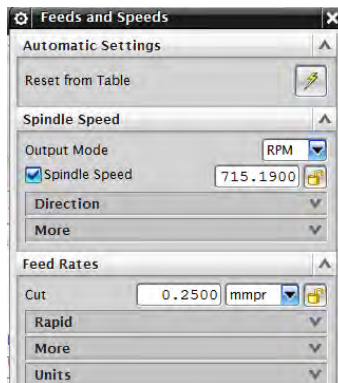 Feeds and Speeds
Automatic Settings
Reset from Table
Spindle Speed
Output Mode RPM
Spindle Speed 715.1900
Direction
More
Feed Rates
Cut 0.2500 mmpr
Rapid
More
Units